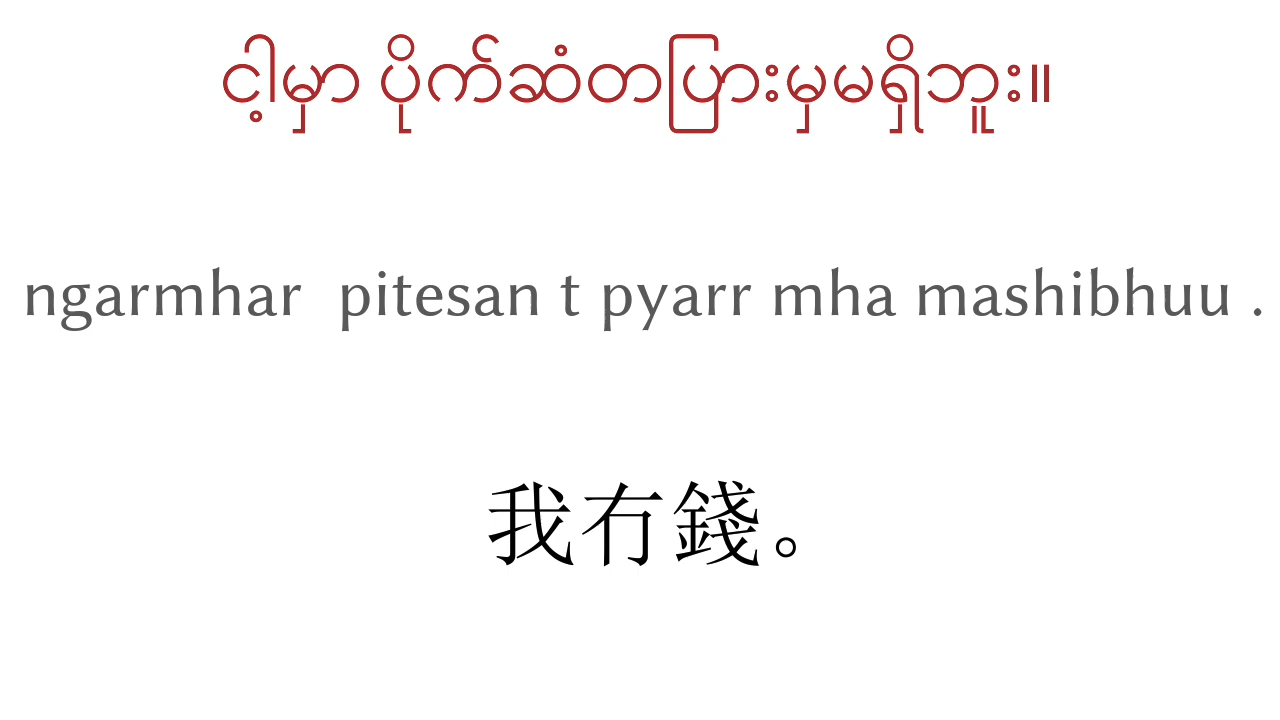 ငါ့မှာ ပိုက်ဆံတပြားမှမရှိဘူး။
ngarmhar  pitesan t pyarr mha mashibhuu .
我冇錢。